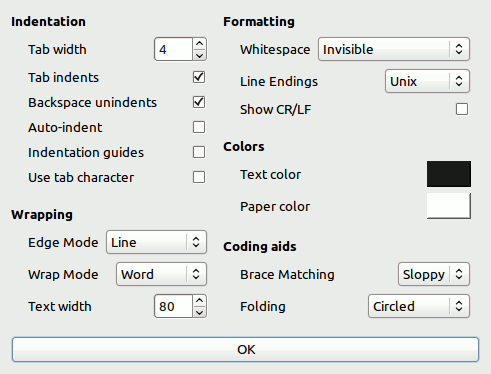 Indentation
Tab width 4
Tab indents
Backspace unindents
Auto-indent
Indentation guides
Use tab character
Wrapping
Edge Mode Line
Wrap Mode Word
Text width 80
Formatting
Whitespace Invisible
Line Endings Unix
Show CR/LF
Colors
Text color
Paper color
Coding aids
Brace Matching Sloppy
Folding Circled
OK